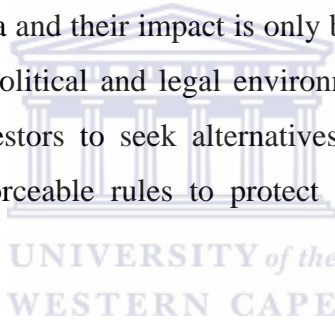 a and their impact is only b
olitical and legal environm
estors to seek alternatives
orceable rules to protect
UNIVERSITY of the
WESTERN CAPE